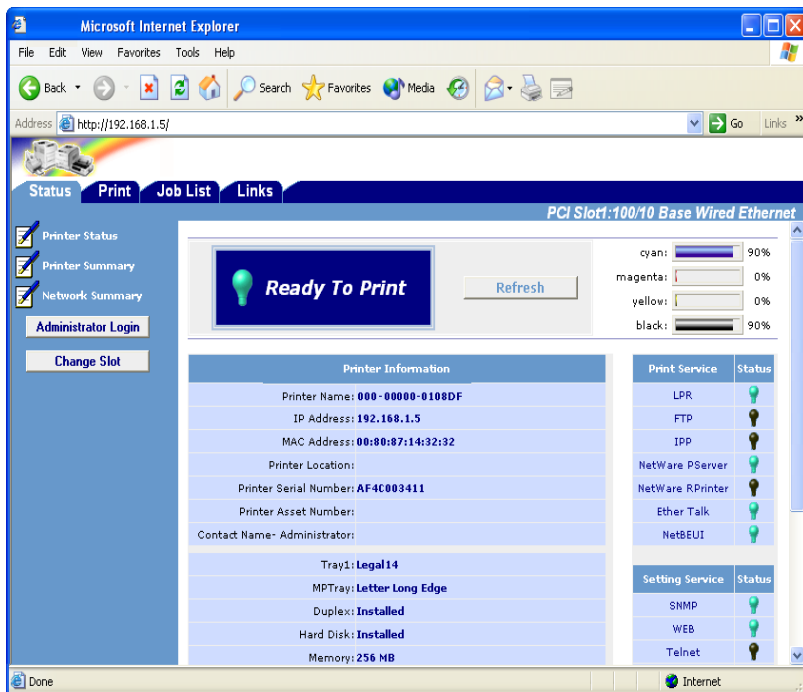 Microsoft Internet Explorer
File Edit View Favorites Tools Help
Back Search Favorites Media
Address http://192.168.1.5/ Go Links »
Status Print Job List Links
PCI Slot1:100/10 Base Wired Ethernet
Printer Status
Printer Summary
Network Summary
Administrator Login
Change Slot
Ready To Print
Refresh
cyan: 90%
magenta: 0%
yellow: 0%
black: 90%
Printer Information
Printer Name: 000-00000-0108DF
IP Address: 192.168.1.5
MAC Address: 00:80:87:14:32:32
Printer Location:
Printer Serial Number: AF4C003411
Printer Asset Number:
Contact Name- Administrator:
Tray1: Legal14
MPTray: Letter Long Edge
Duplex: Installed
Hard Disk: Installed
Memory: 256 MB
Print Service Status
LPR
FTP
IPP
NetWare PServer
NetWare RPrinter
Ether Talk
NetBEUI
Setting Service Status
SNMP
WEB
Telnet
Done Internet